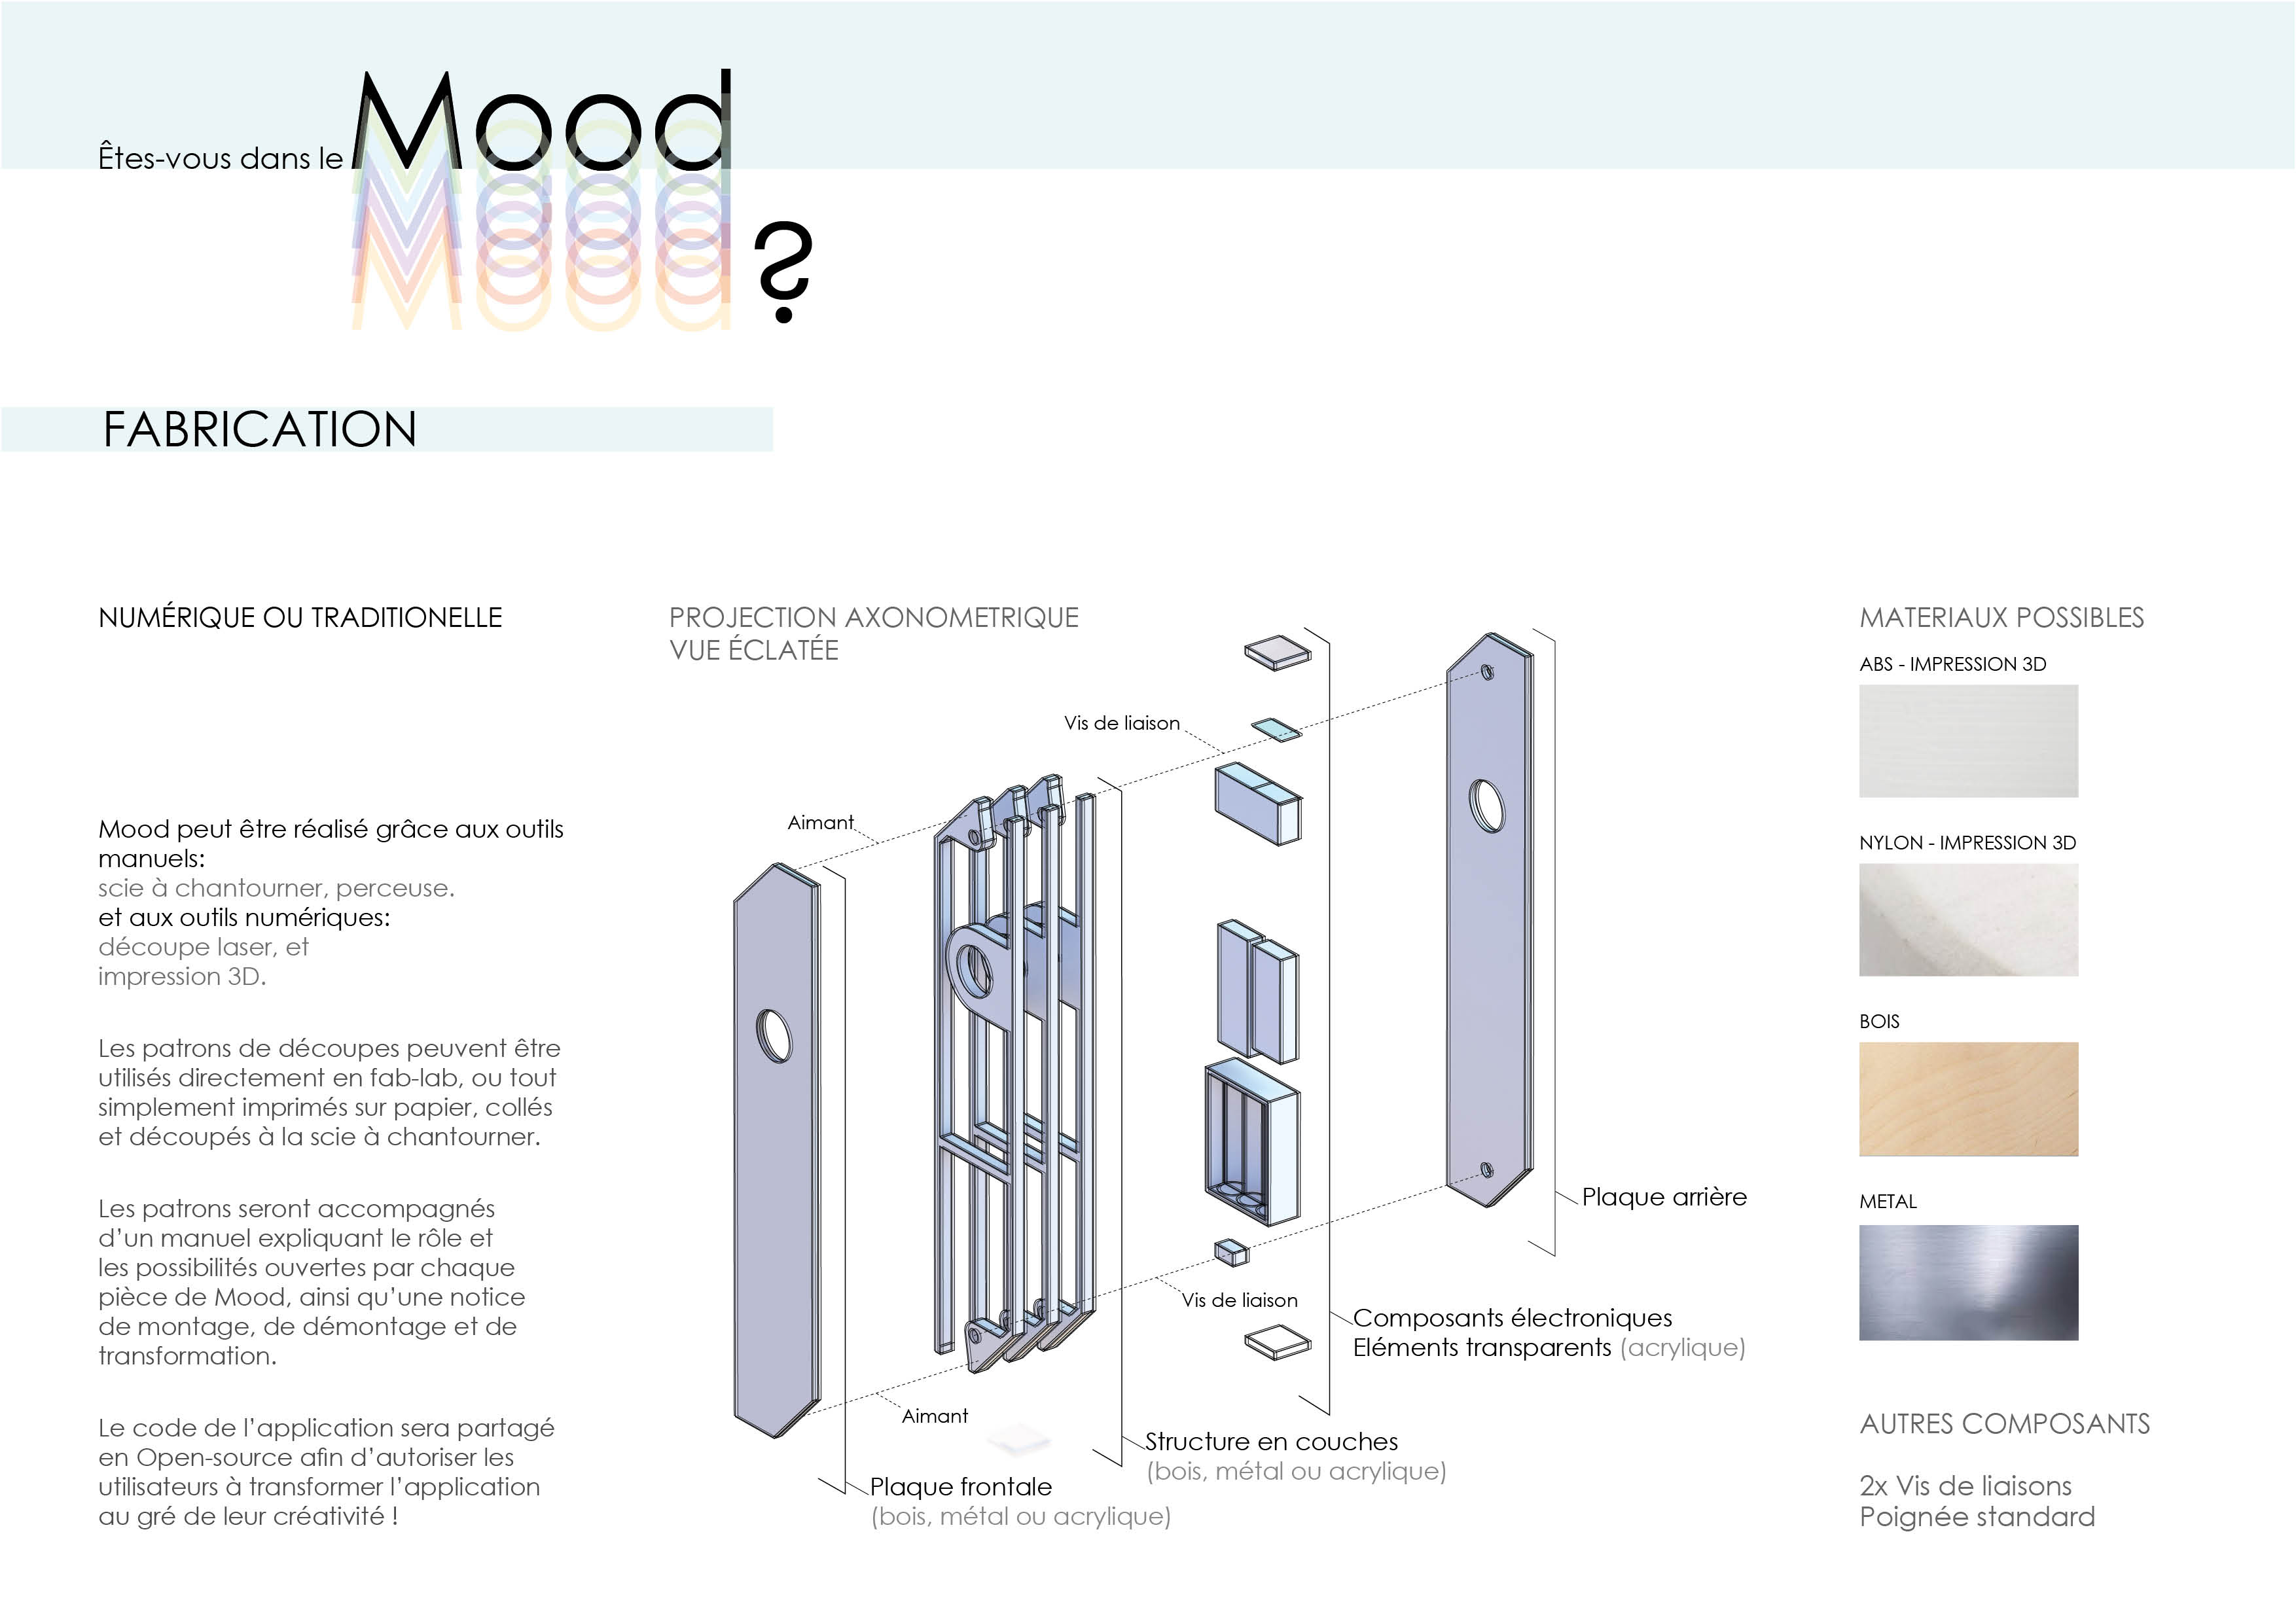 Êtes-vous dans le Mood ?
FABRICATION
NUMÉRIQUE OU TRADITIONELLE
Mood peut être réalisé grâce aux outils
manuels:
scie à chantourner, perceuse.
et aux outils numériques:
découpe laser, et
impression 3D.
Les patrons de découpes peuvent être
utilisés directement en fab-lab, ou tout
simplement imprimés sur papier, collés
et découpés à la scie à chantourner.
Les patrons seront accompagnés
d'un manuel expliquant le rôle et
les possibilités ouvertes par chaque
pièce de Mood, ainsi qu'une notice
de montage, de démontage et de
transformation.
Le code de l'application sera partagé
en Open-source afin d'autoriser les
utilisateurs à transformer l'application
au gré de leur créativité !
PROJECTION AXONOMETRIQUE
VUE ÉCLATÉE
Vis de liaison
Aimant
Plaque arrière
Vis de liaison
Composants électroniques
Eléments transparents (acrylique)
Aimant
Structure en couches
(bois, métal ou acrylique)
Plaque frontale
(bois, métal ou acrylique)
MATERIAUX POSSIBLES
ABS - IMPRESSION 3D
NYLON - IMPRESSION 3D
BOIS
METAL
AUTRES COMPOSANTS
2x Vis de liaisons
Poignée standard